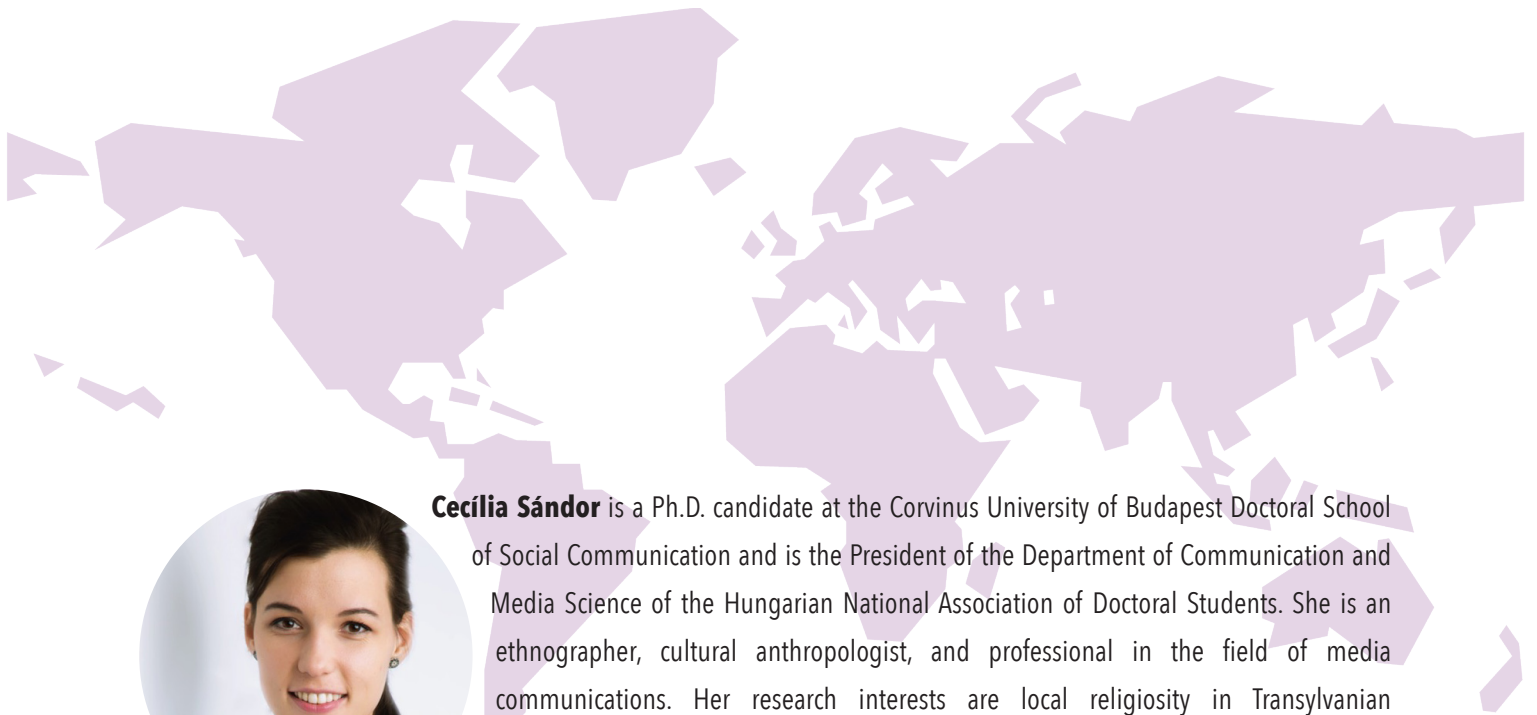 Cecília Sándor is a Ph.D. candidate at the Corvinus University of Budapest Doctoral School
of Social Communication and is the President of the Department of Communication and
Media Science of the Hungarian National Association of Doctoral Students. She is an
ethnographer, cultural anthropologist, and professional in the field of media
communications. Her research interests are local religiosity in Transylvanian